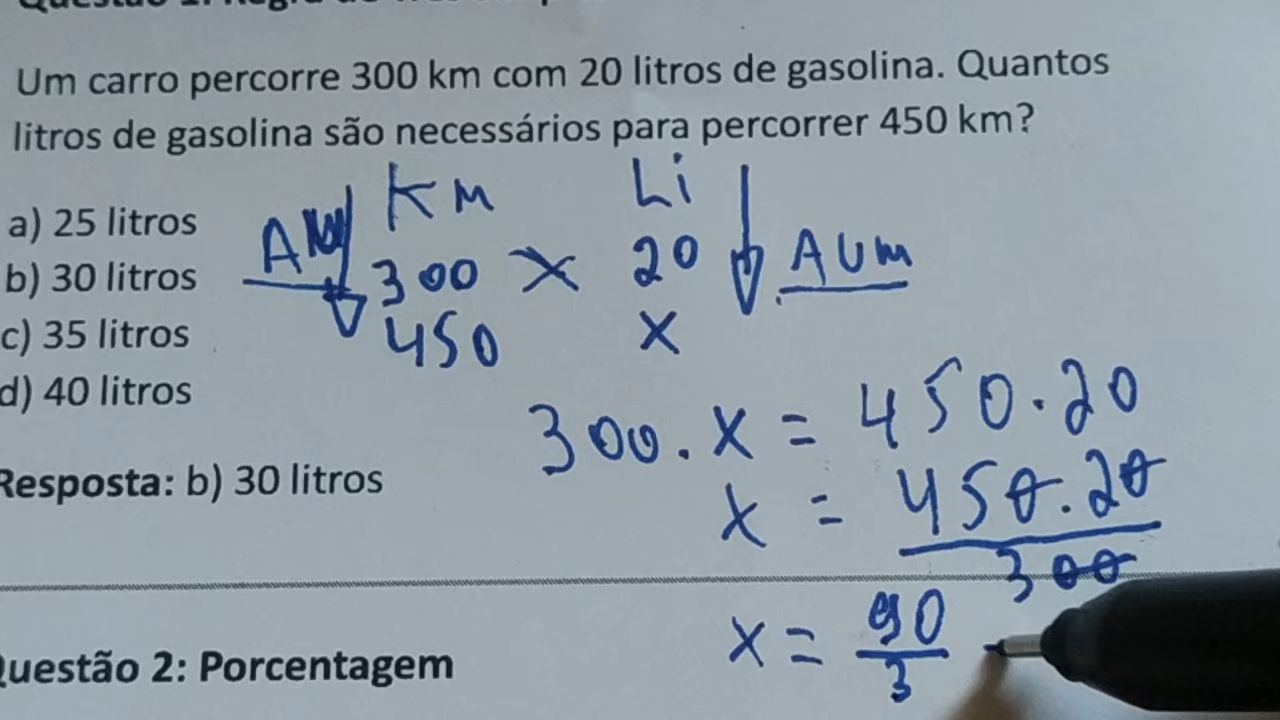 Um carro percorre 300 km com 20 litros de gasolina. Quantos
litros de gasolina são necessários para percorrer 450 km?
Km Li
a) 25 litros
b) 30 litros
300 x 20 Aum
c) 35 litros
450 x
d) 40 litros
300.x = 450.20
Resposta: b) 30 litros
x = 450.20
300
x = 90
3
Questão 2: Porcentagem